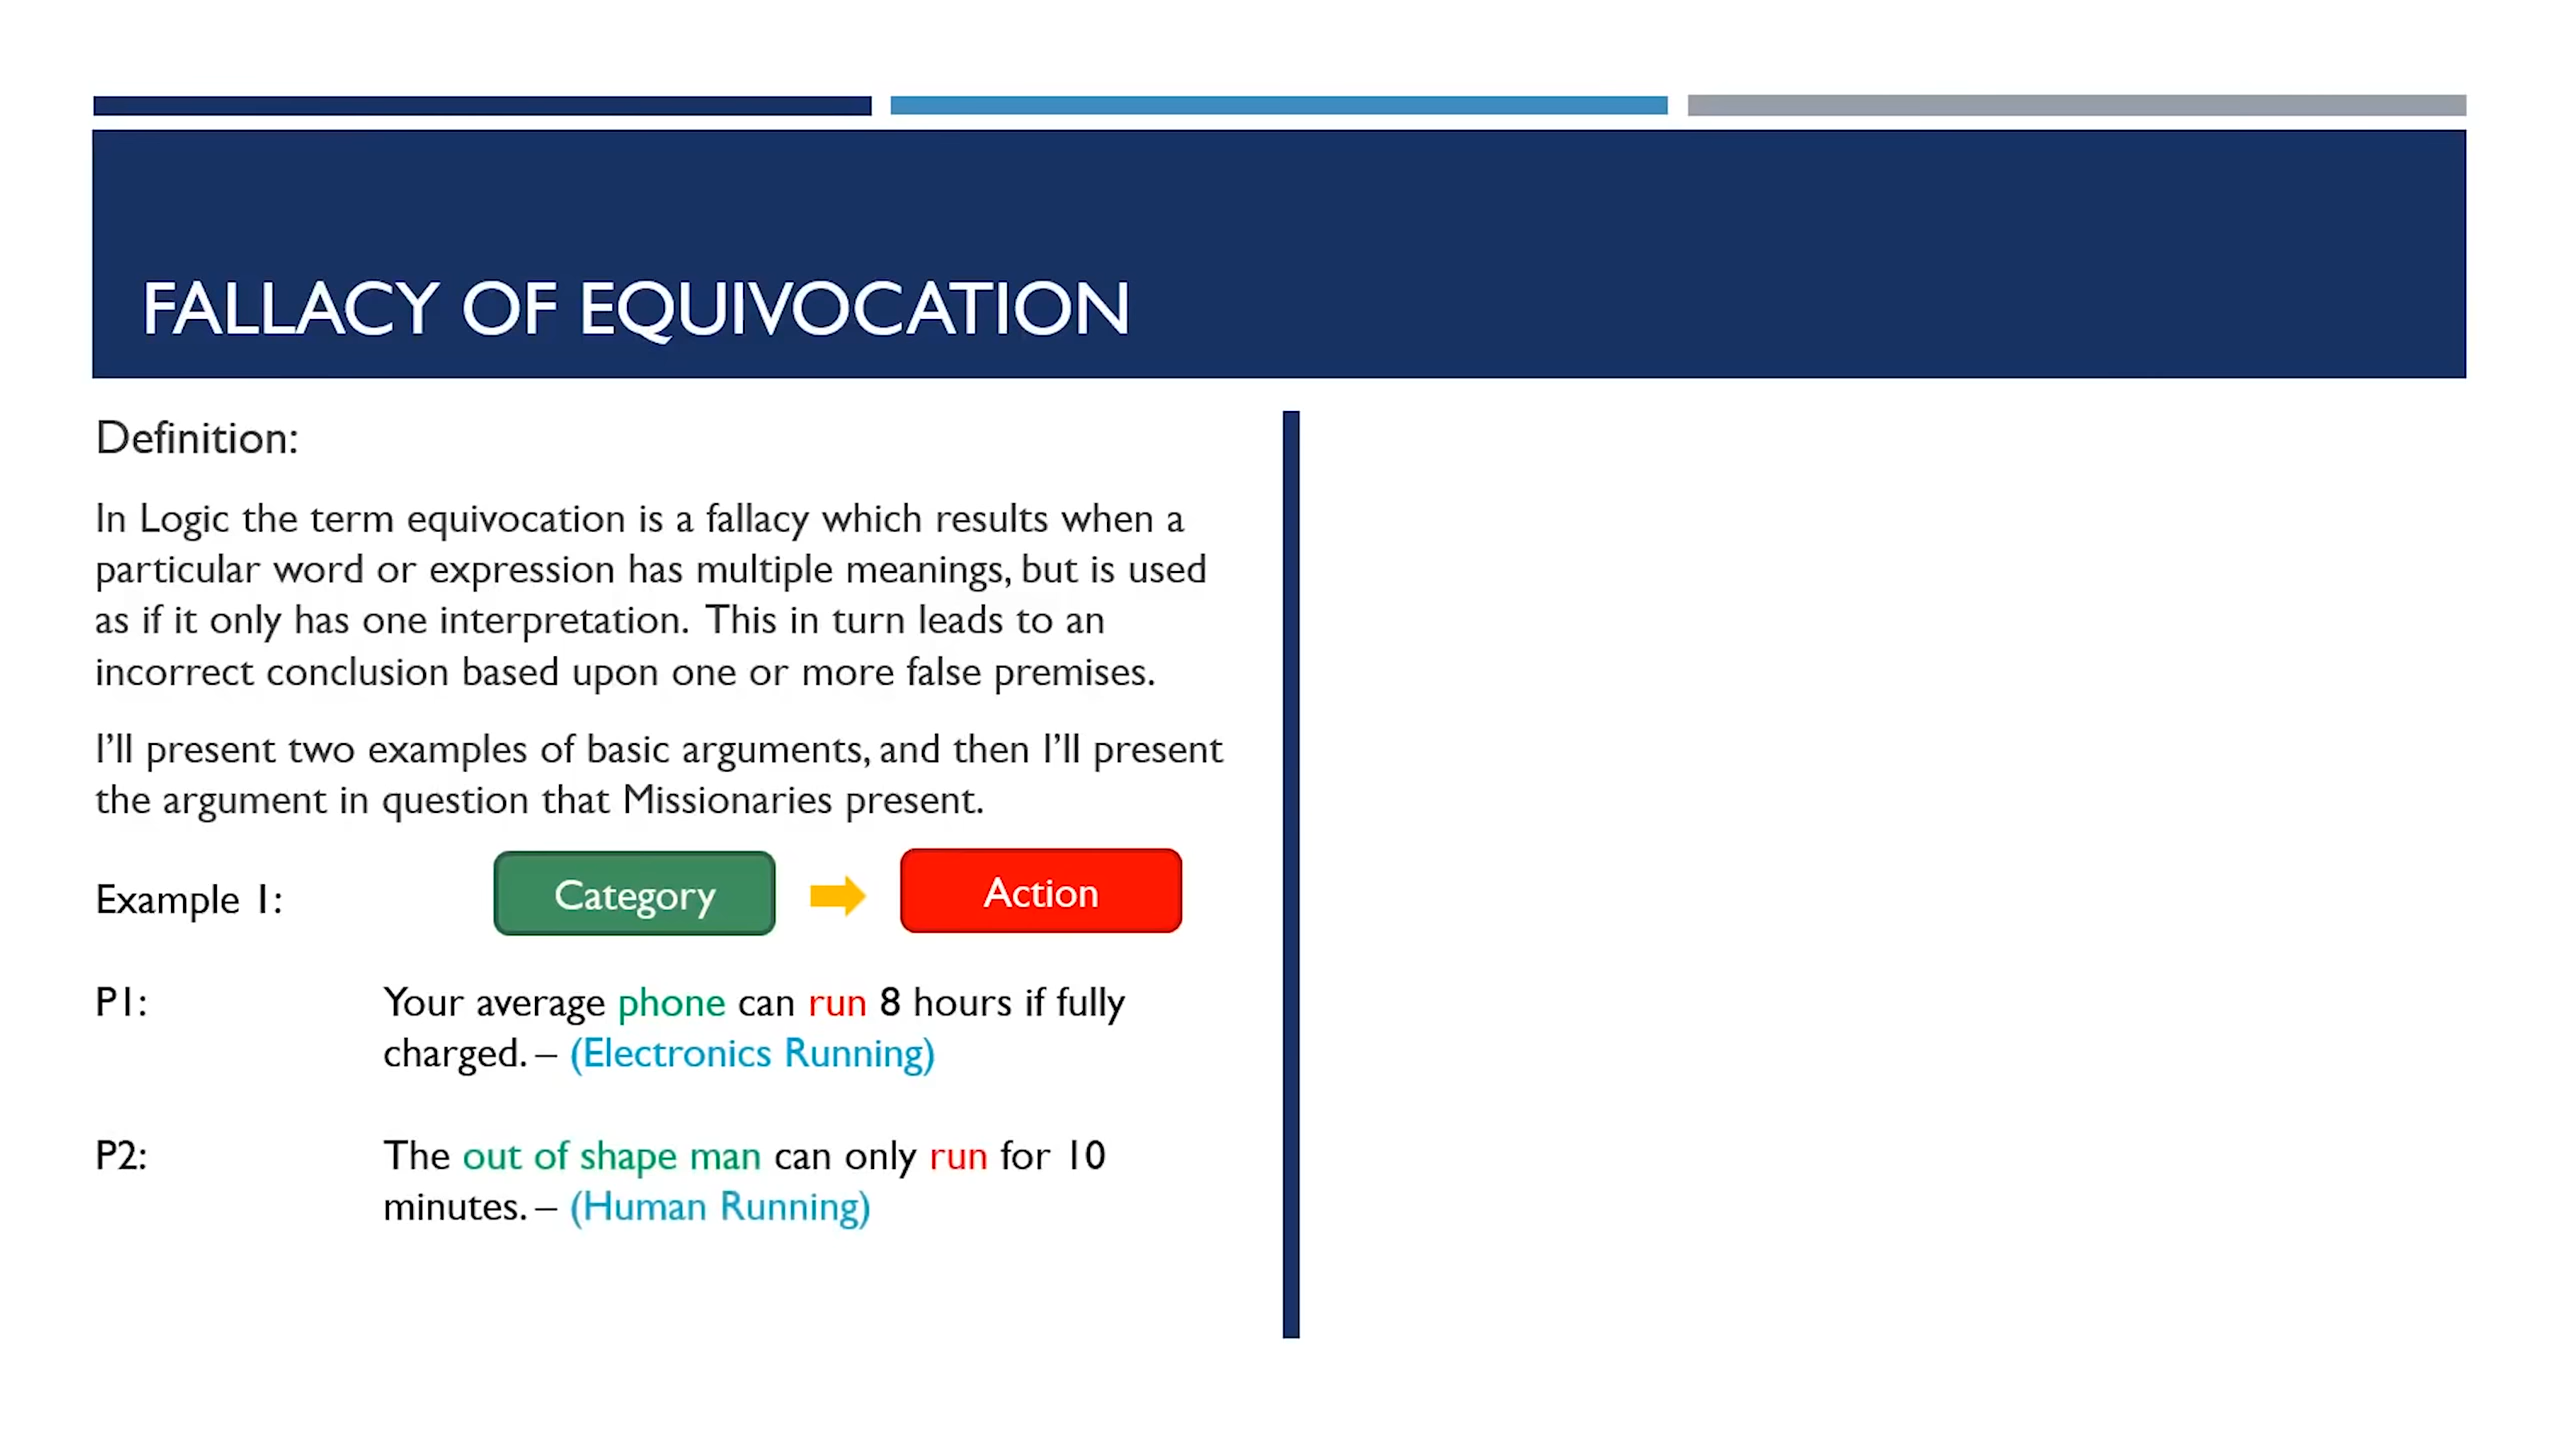 FALLACY OF EQUIVOCATION
Definition:
In Logic the term equivocation is a fallacy which results when a
particular word or expression has multiple meanings, but is used
as if it only has one interpretation. This in turn leads to an
incorrect conclusion based upon one or more false premises.
I'll present two examples of basic arguments, and then I'll present
the argument in question that Missionaries present.
Example 1:
Category
Action
P1:
Your average phone can run 8 hours if fully
charged. – (Electronics Running)
P2:
The out of shape man can only run for 10
minutes. – (Human Running)